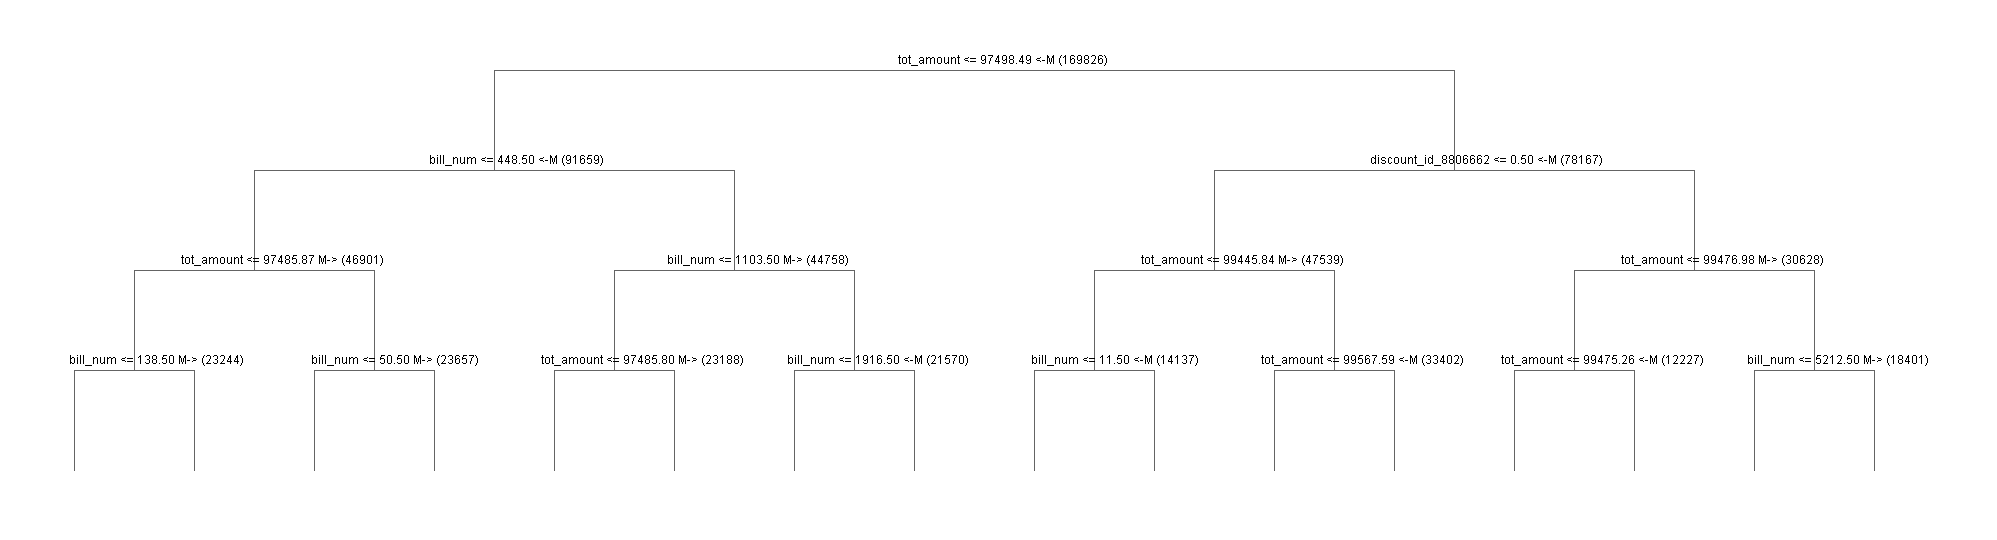 tot_amount <= 97498.49 <-M (169826)
bill_num <= 448.50 <-M (91659)
discount_id_8806662 <= 0.50 <-M (78167)
tot_amount <= 97485.87 M-> (46901)
bill_num <= 1103.50 M-> (44758)
tot_amount <= 99445.84 M-> (47539)
tot_amount <= 99476.98 M-> (30628)
bill_num <= 138.50 M-> (23244)
bill_num <= 50.50 M-> (23657)
tot_amount <= 97485.80 M-> (23188)
bill_num <= 1916.50 <-M (21570)
bill_num <= 11.50 <-M (14137)
tot_amount <= 99567.59 <-M (33402)
tot_amount <= 99475.26 <-M (12227)
bill_num <= 5212.50 M-> (18401)